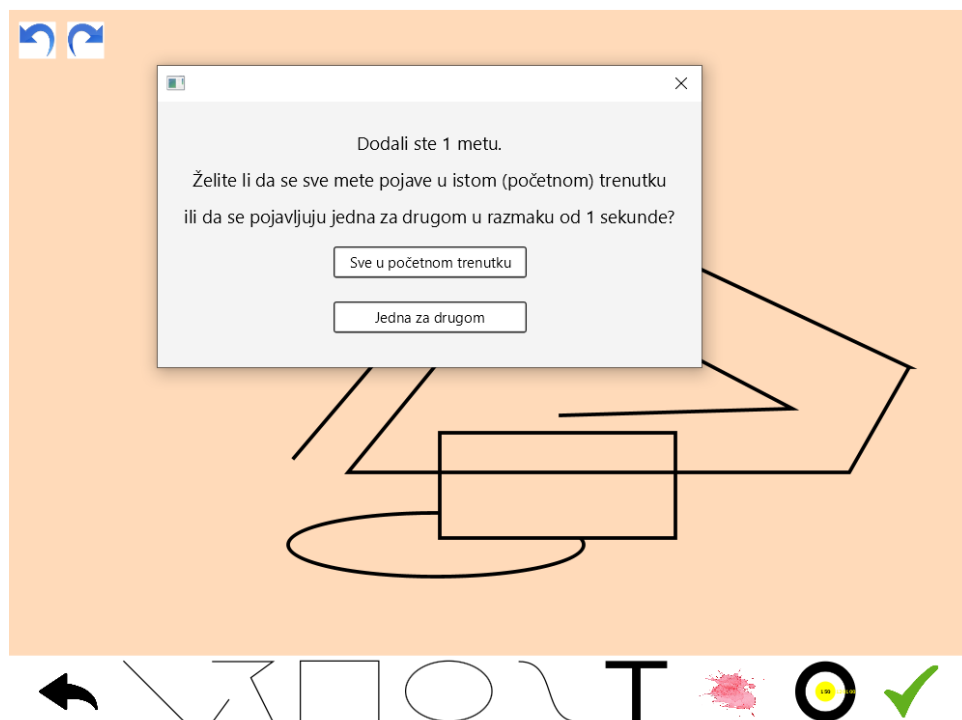 Dodali ste 1 metu.
Želite li da se sve mete pojave u istom (početnom) trenutku
ili da se pojavljuju jedna za drugom u razmaku od 1 sekunde?
Sve u početnom trenutku
Jedna za drugom
T